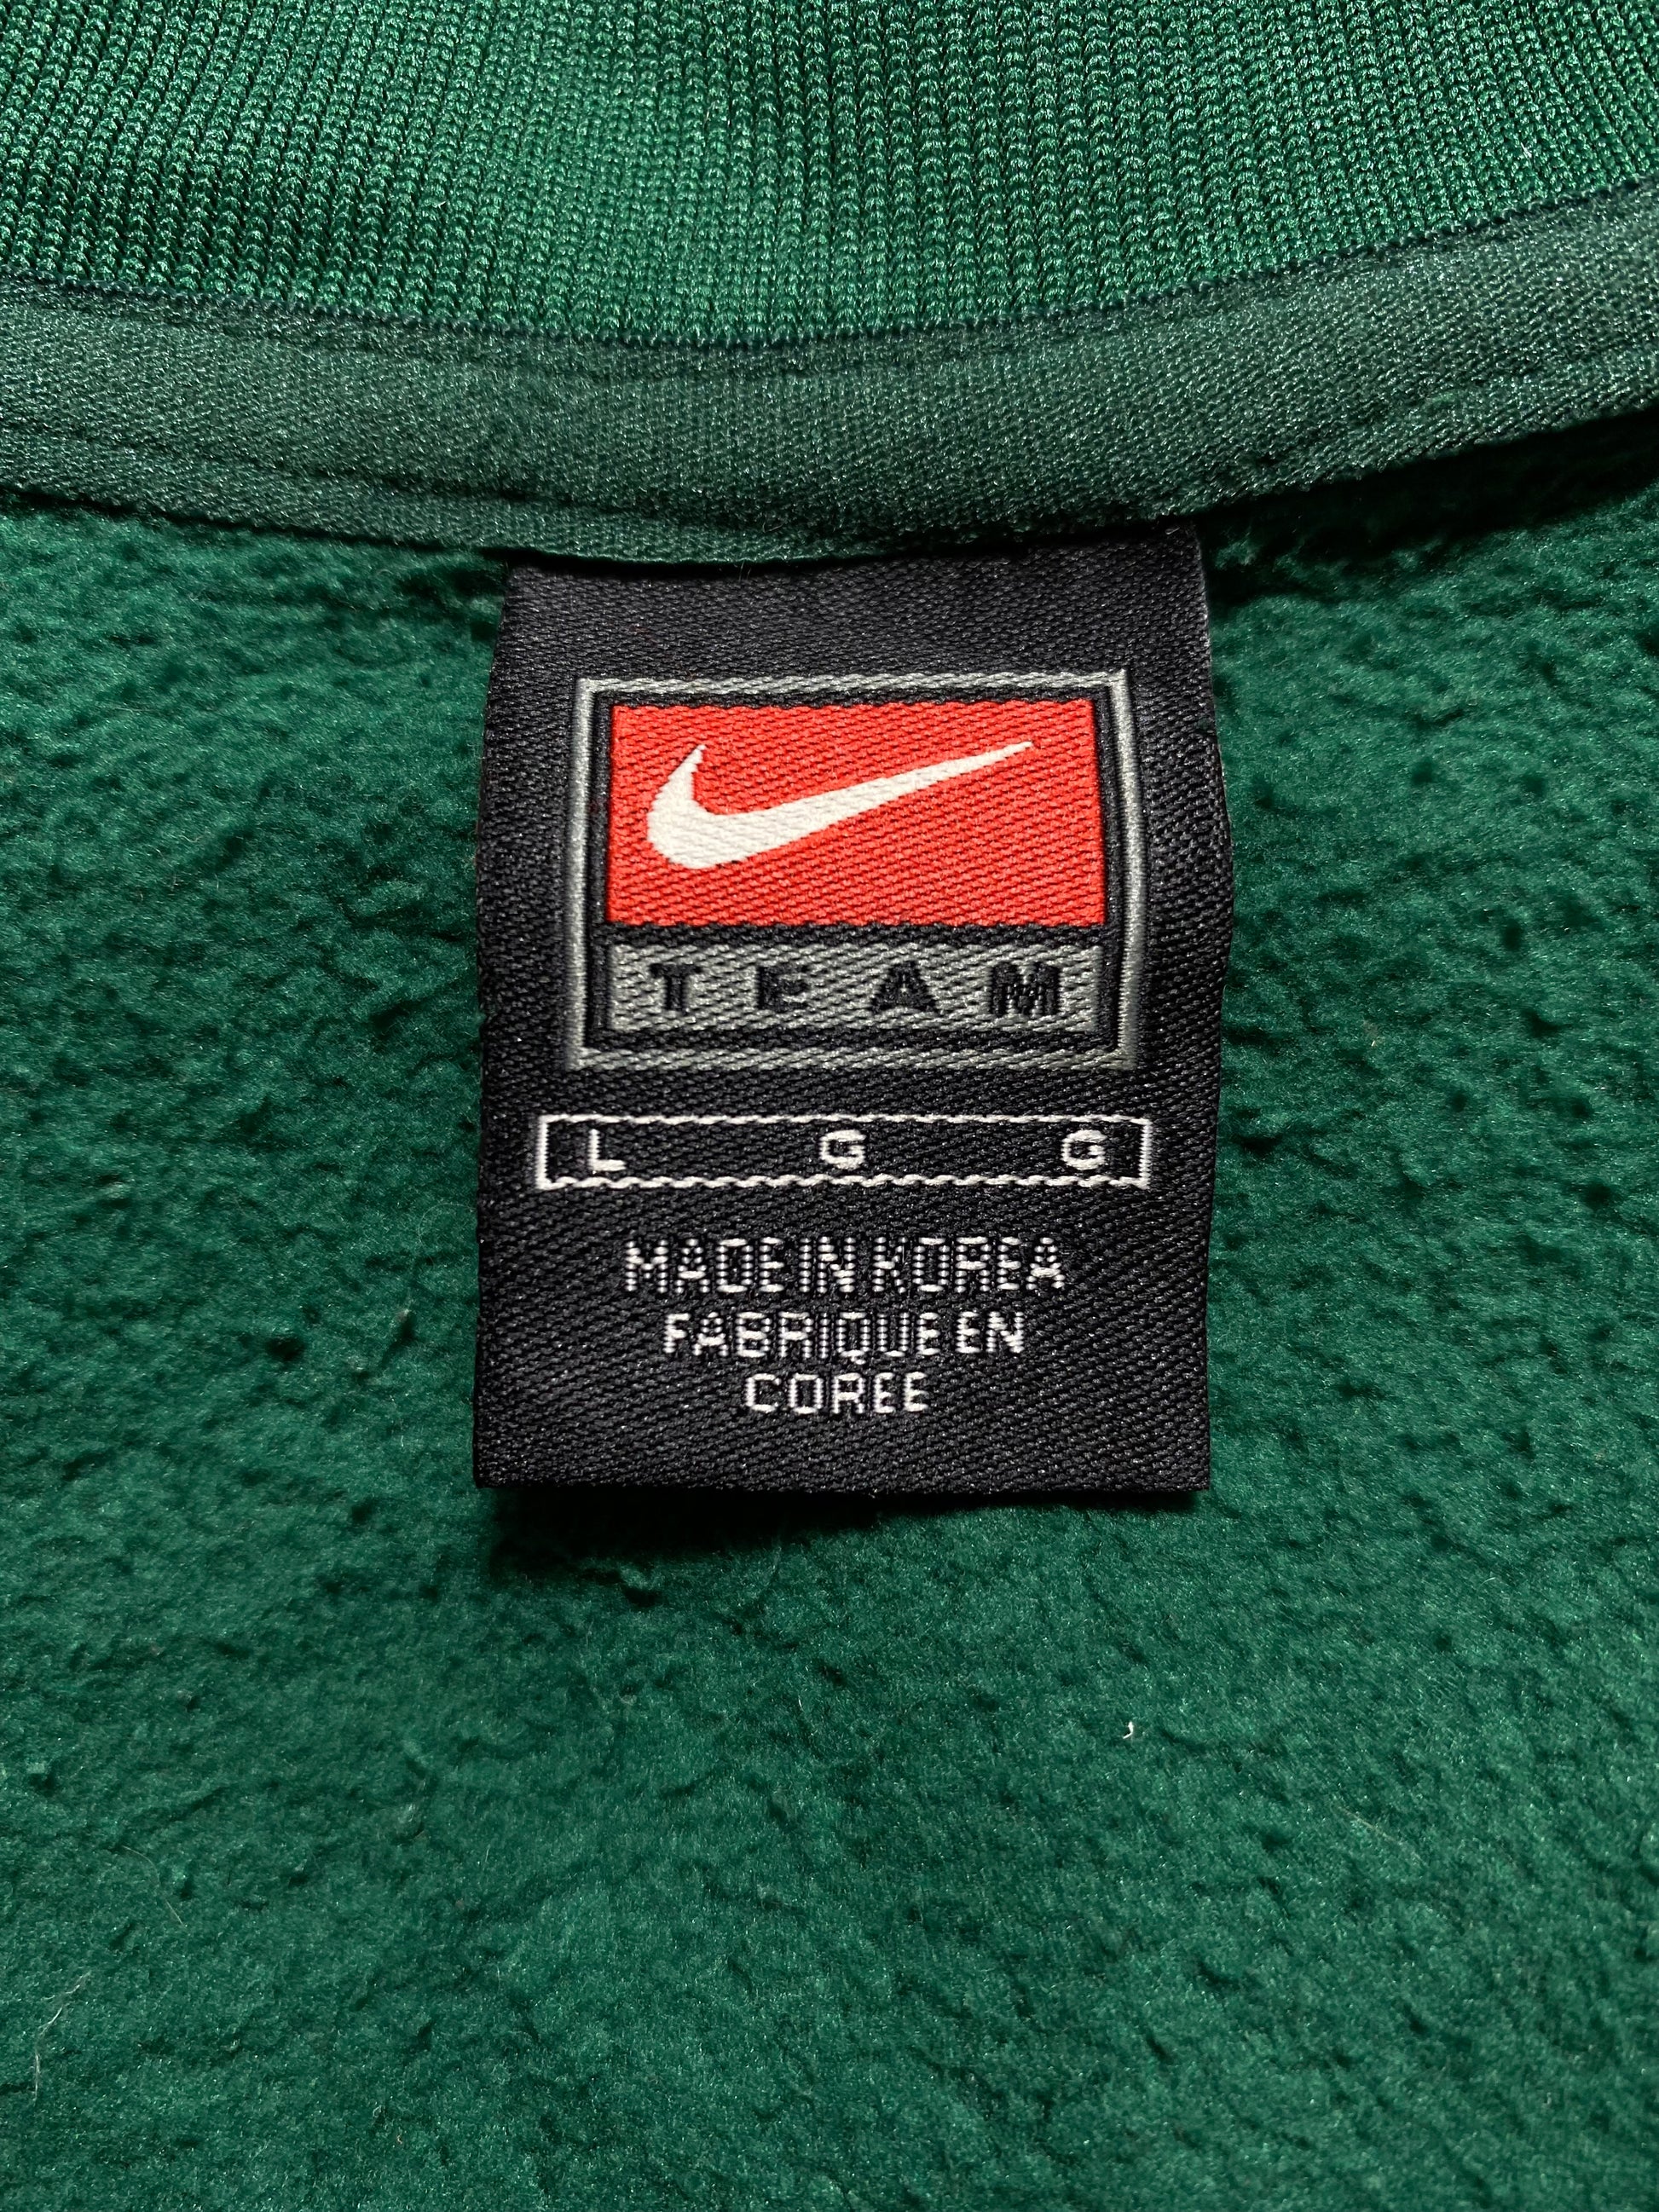 TEAM
L G G
MADE IN KOREA
FABRIQUE EN
COREE